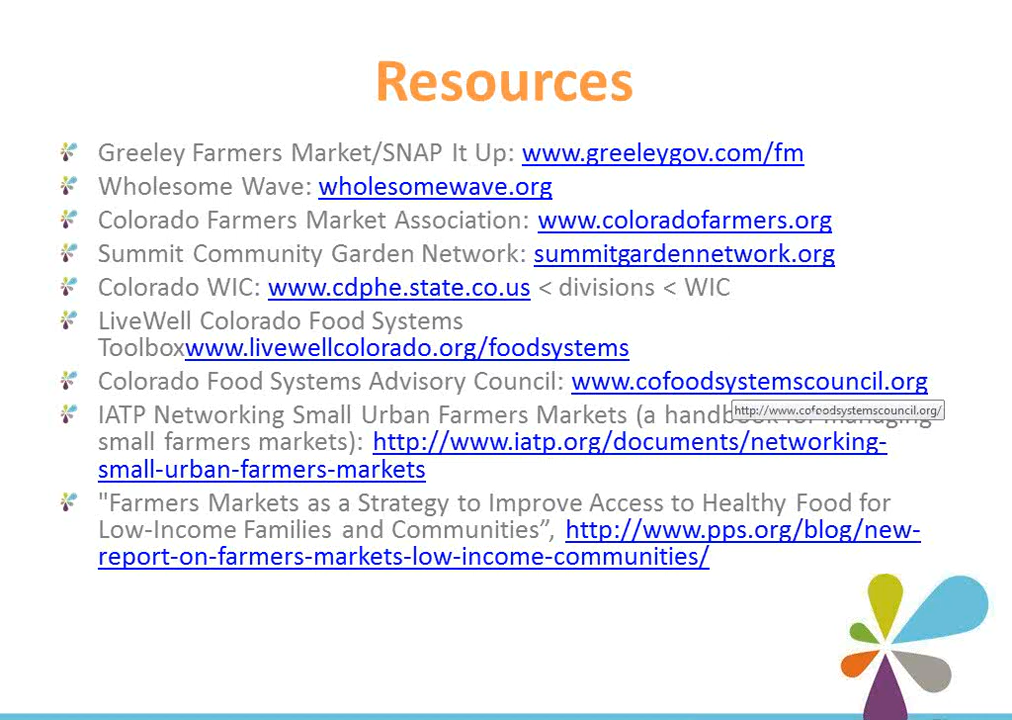 Resources
Greeley Farmers Market/SNAP It Up: www.greeleygov.com/fm
Wholesome Wave: wholesomewave.org
Colorado Farmers Market Association: www.coloradofarmers.org
Summit Community Garden Network: summitgardennetwork.org
Colorado WIC: www.cdphe.state.co.us < divisions < WIC
LiveWell Colorado Food Systems
Toolboxwww.livewellcolorado.org/foodsystems
Colorado Food Systems Advisory Council: www.cofoodsystemscouncil.org
IATP Networking Small Urban Farmers Markets (a handbook for managing
http://www.cofoodsystemscouncil.org/
small farmers markets): http://www.iatp.org/documents/networking-
small-urban-farmers-markets
"Farmers Markets as a Strategy to Improve Access to Healthy Food for
Low-Income Families and Communities”, http://www.pps.org/blog/new-
report-on-farmers-markets-low-income-communities/